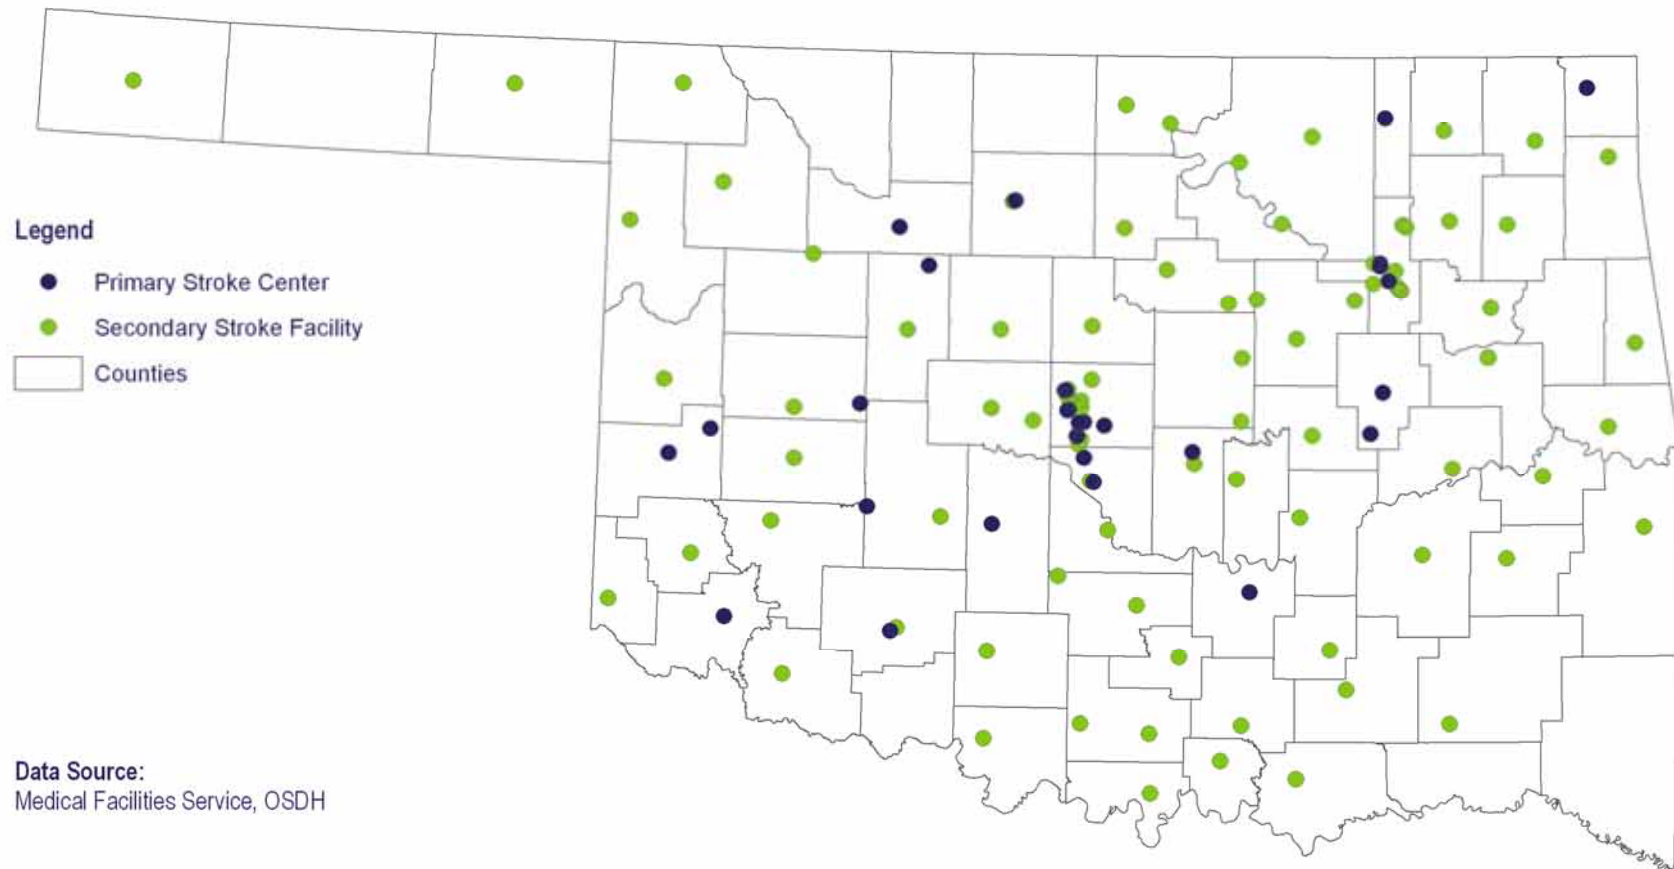 Legend
Primary Stroke Center
Secondary Stroke Facility
Counties
Data Source:
Medical Facilities Service, OSDH